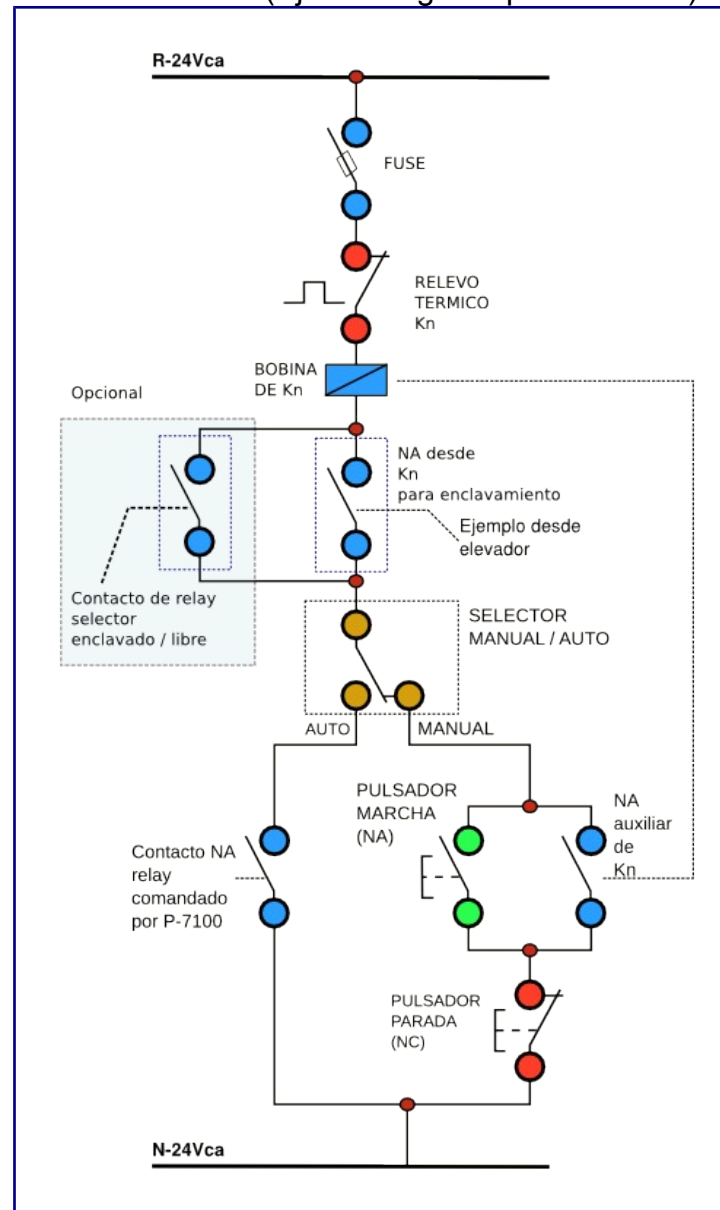 R-24Vca
FUSE
RELEVO
TERMICO
Kn
BOBINA
DE Kn
Opcional
NA desde
Kn
para enclavamiento
Ejemplo desde
elevador
Contacto de relay
selector
enclavado / libre
SELECTOR
MANUAL / AUTO
AUTO
MANUAL
PULSADOR
MARCHA
(NA)
NA
auxiliar
de
Kn
Contacto NA
relay
comandado
por P-7100
PULSADOR
PARADA
(NC)
N-24Vca